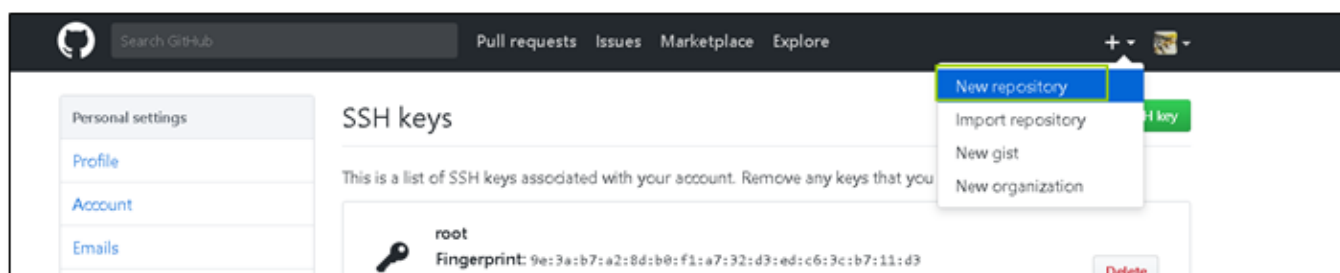 Search GitHub
Pull requests Issues Marketplace Explore
New repository
Import repository
New gist
New organization
Personal settings
Profile
Account
Emails
SSH keys
H key
This is a list of SSH keys associated with your account. Remove any keys that you
root
Fingerprint: 9e:3a:b7:a2:8d:b0:f1:a7:32:d3:ed:c6:3c:b7:11:d3
Delete